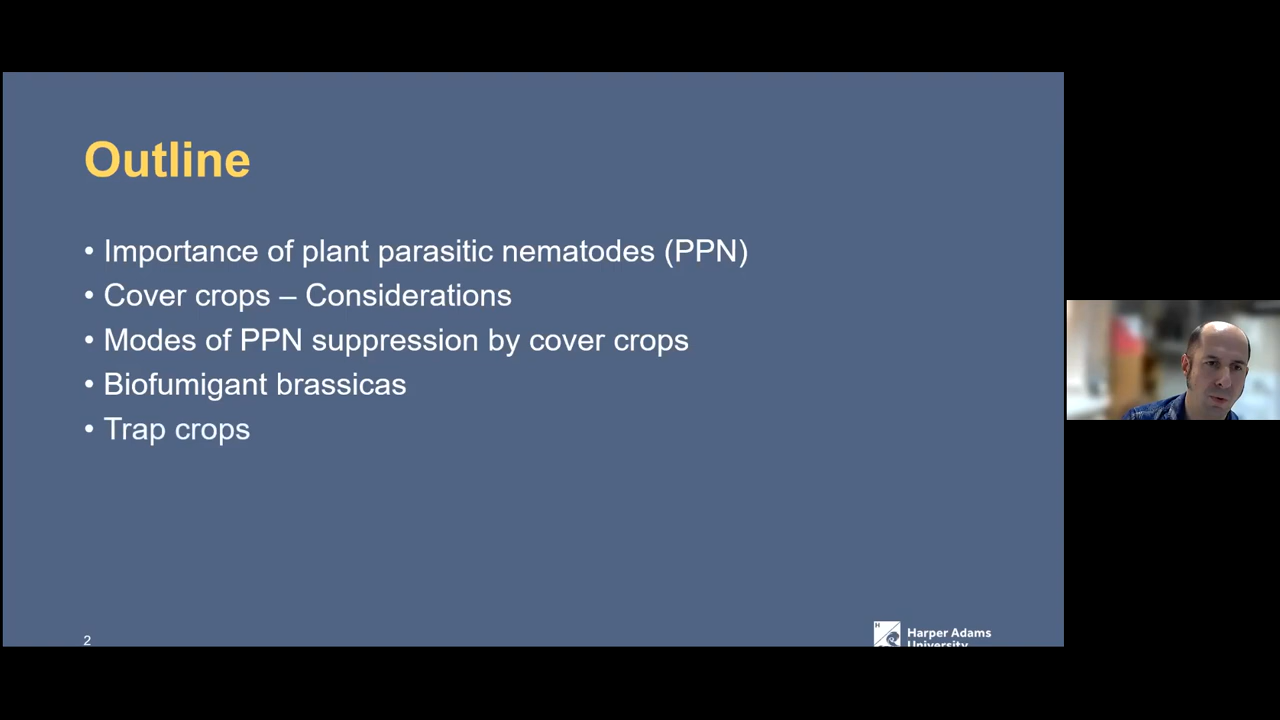 Outline
• Importance of plant parasitic nematodes (PPN)
• Cover crops – Considerations
• Modes of PPN suppression by cover crops
• Biofumigant brassicas
• Trap crops
2
H
Harper Adams
University